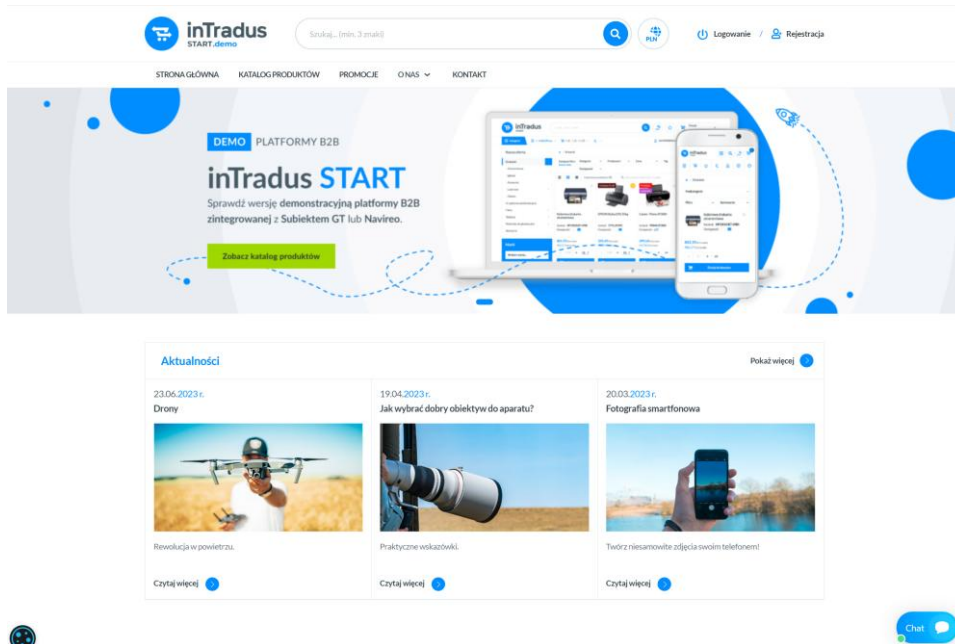 inTradus
START.demo
Szukaj... (min. 3 znaki)
PLN
Logowanie / Rejestracja
STRONA GŁÓWNA KATALOG PRODUKTÓW PROMOCJE O NAS KONTAKT
DEMO PLATFORMY B2B
inTradus START
Sprawdź wersję demonstracyjną platformy B2B
zintegrowanej z Subiektem GT lub Navireo.
Zobacz katalog produktów
inTradus
inTradus
Aktualności
Pokaż więcej
23.06.2023 r.
Drony
Rewolucja w powietrzu.
Czytaj więcej
19.04.2023 r.
Jak wybrać dobry obiektyw do aparatu?
Praktyczne wskazówki.
Czytaj więcej
20.03.2023 r.
Fotografia smartfonowa
Twórz niesamowite zdjęcia swoim telefonem!
Czytaj więcej
Chat